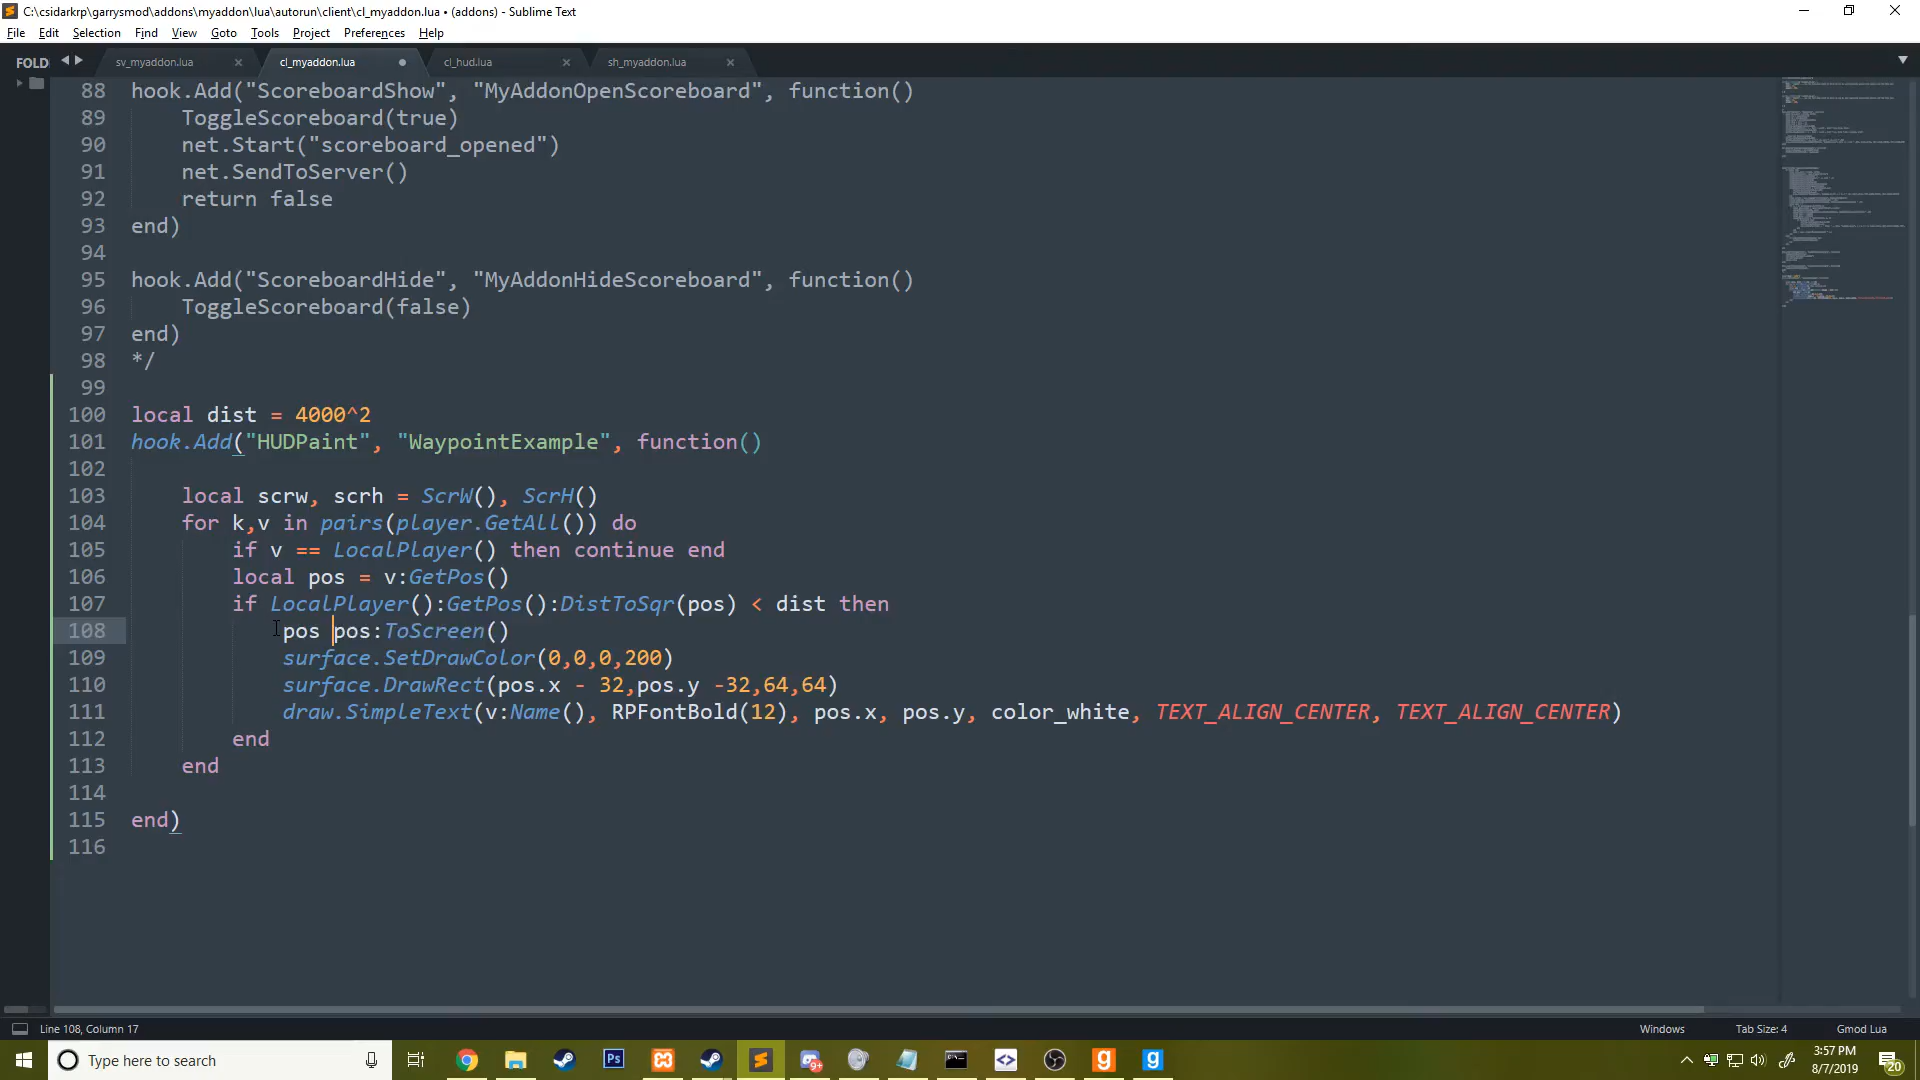 C:\csidarkrp\garrysmod\addons\myaddon\lua\autorun\client\cl_myaddon.lua • (addons) - Sublime Text
File Edit Selection Find View Goto Tools Project Preferences Help
FOLD sv_myaddon.lua cl_myaddon.lua cl_hud.lua sh_myaddon.lua
88 hook.Add("ScoreboardShow", "MyAddonOpenScoreboard", function()
89 ToggleScoreboard(true)
90 net.Start("scoreboard_opened")
91 net.SendToServer()
92 return false
93 end)
94
95 hook.Add("ScoreboardHide", "MyAddonHideScoreboard", function()
96 ToggleScoreboard(false)
97 end)
98 */
99
100 local dist = 4000^2
101 hook.Add("HUDPaint", "WaypointExample", function()
102
103 local scrw, scrh = ScrW(), ScrH()
104 for k,v in pairs(player.GetAll()) do
105 if v == LocalPlayer() then continue end
106 local pos = v:GetPos()
107 if LocalPlayer():GetPos():DistToSqr(pos) < dist then
108 pos pos:ToScreen()
109 surface.SetDrawColor(0,0,0,200)
110 surface.DrawRect(pos.x - 32,pos.y -32,64,64)
111 draw.SimpleText(v:Name(), RPFontBold(12), pos.x, pos.y, color_white, TEXT_ALIGN_CENTER, TEXT_ALIGN_CENTER)
112 end
113 end
114
115 end)
116
Line 108, Column 17 Windows Tab Size: 4 Gmod Lua
Type here to search
3:57 PM
8/7/2019
20